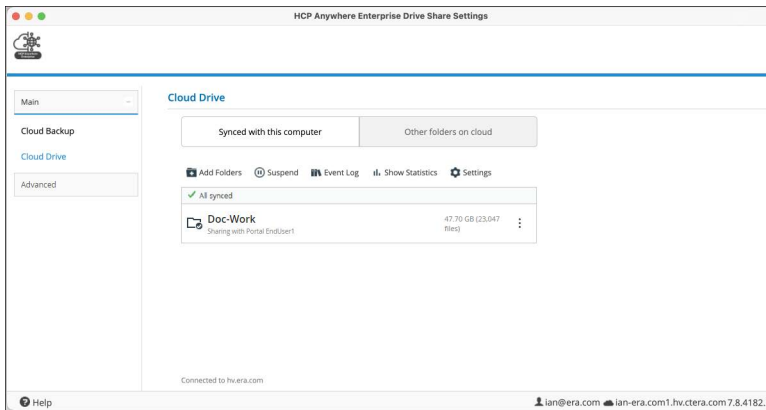 HCP Anywhere Enterprise Drive Share Settings
HCP Anywhere
Enterprise
Main
Cloud Backup
Cloud Drive
Advanced
Cloud Drive
Synced with this computer
Other folders on cloud
Add Folders
Suspend
Event Log
Show Statistics
Settings
All synced
Doc-Work
Sharing with Portal EndUser1
47.70 GB (23,047
files)
Connected to hv.era.com
Help
ian@era.com
ian-era.com1.hv.ctera.com 7.8.4182.